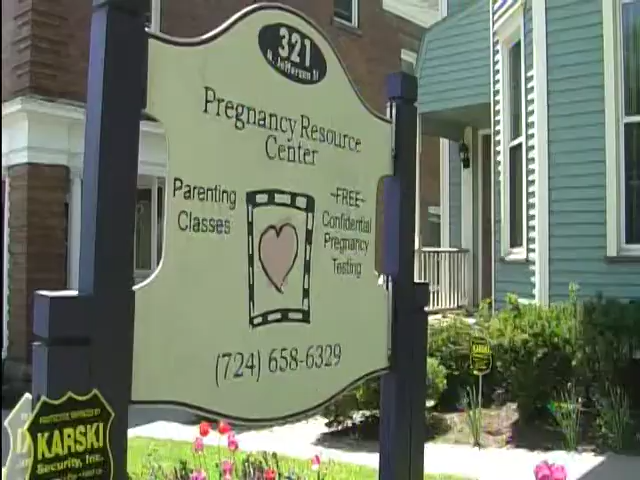 321
N. Jefferson St
Pregnancy Resource
Center
Parenting
Classes
-FREE-
Confidential
Pregnancy
Testing
(724) 658-6329
KARSKI
Security, Inc.
KARSKI